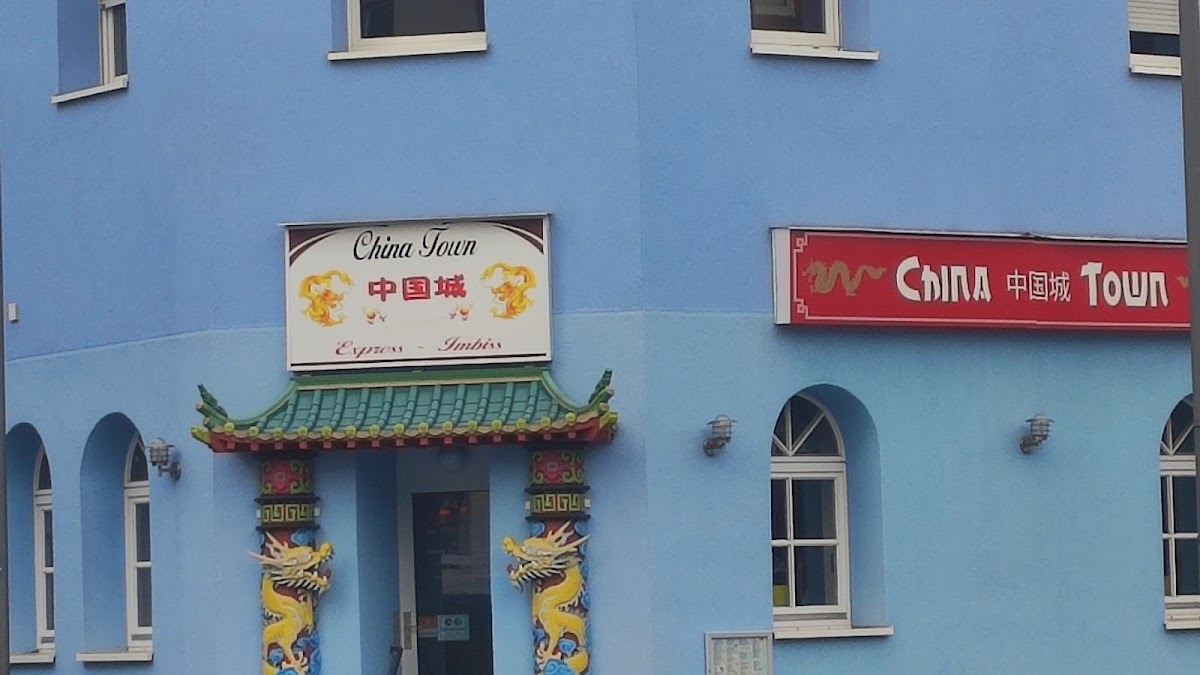 China Town
中国城
Express - Imbiss
China 中国城 Town